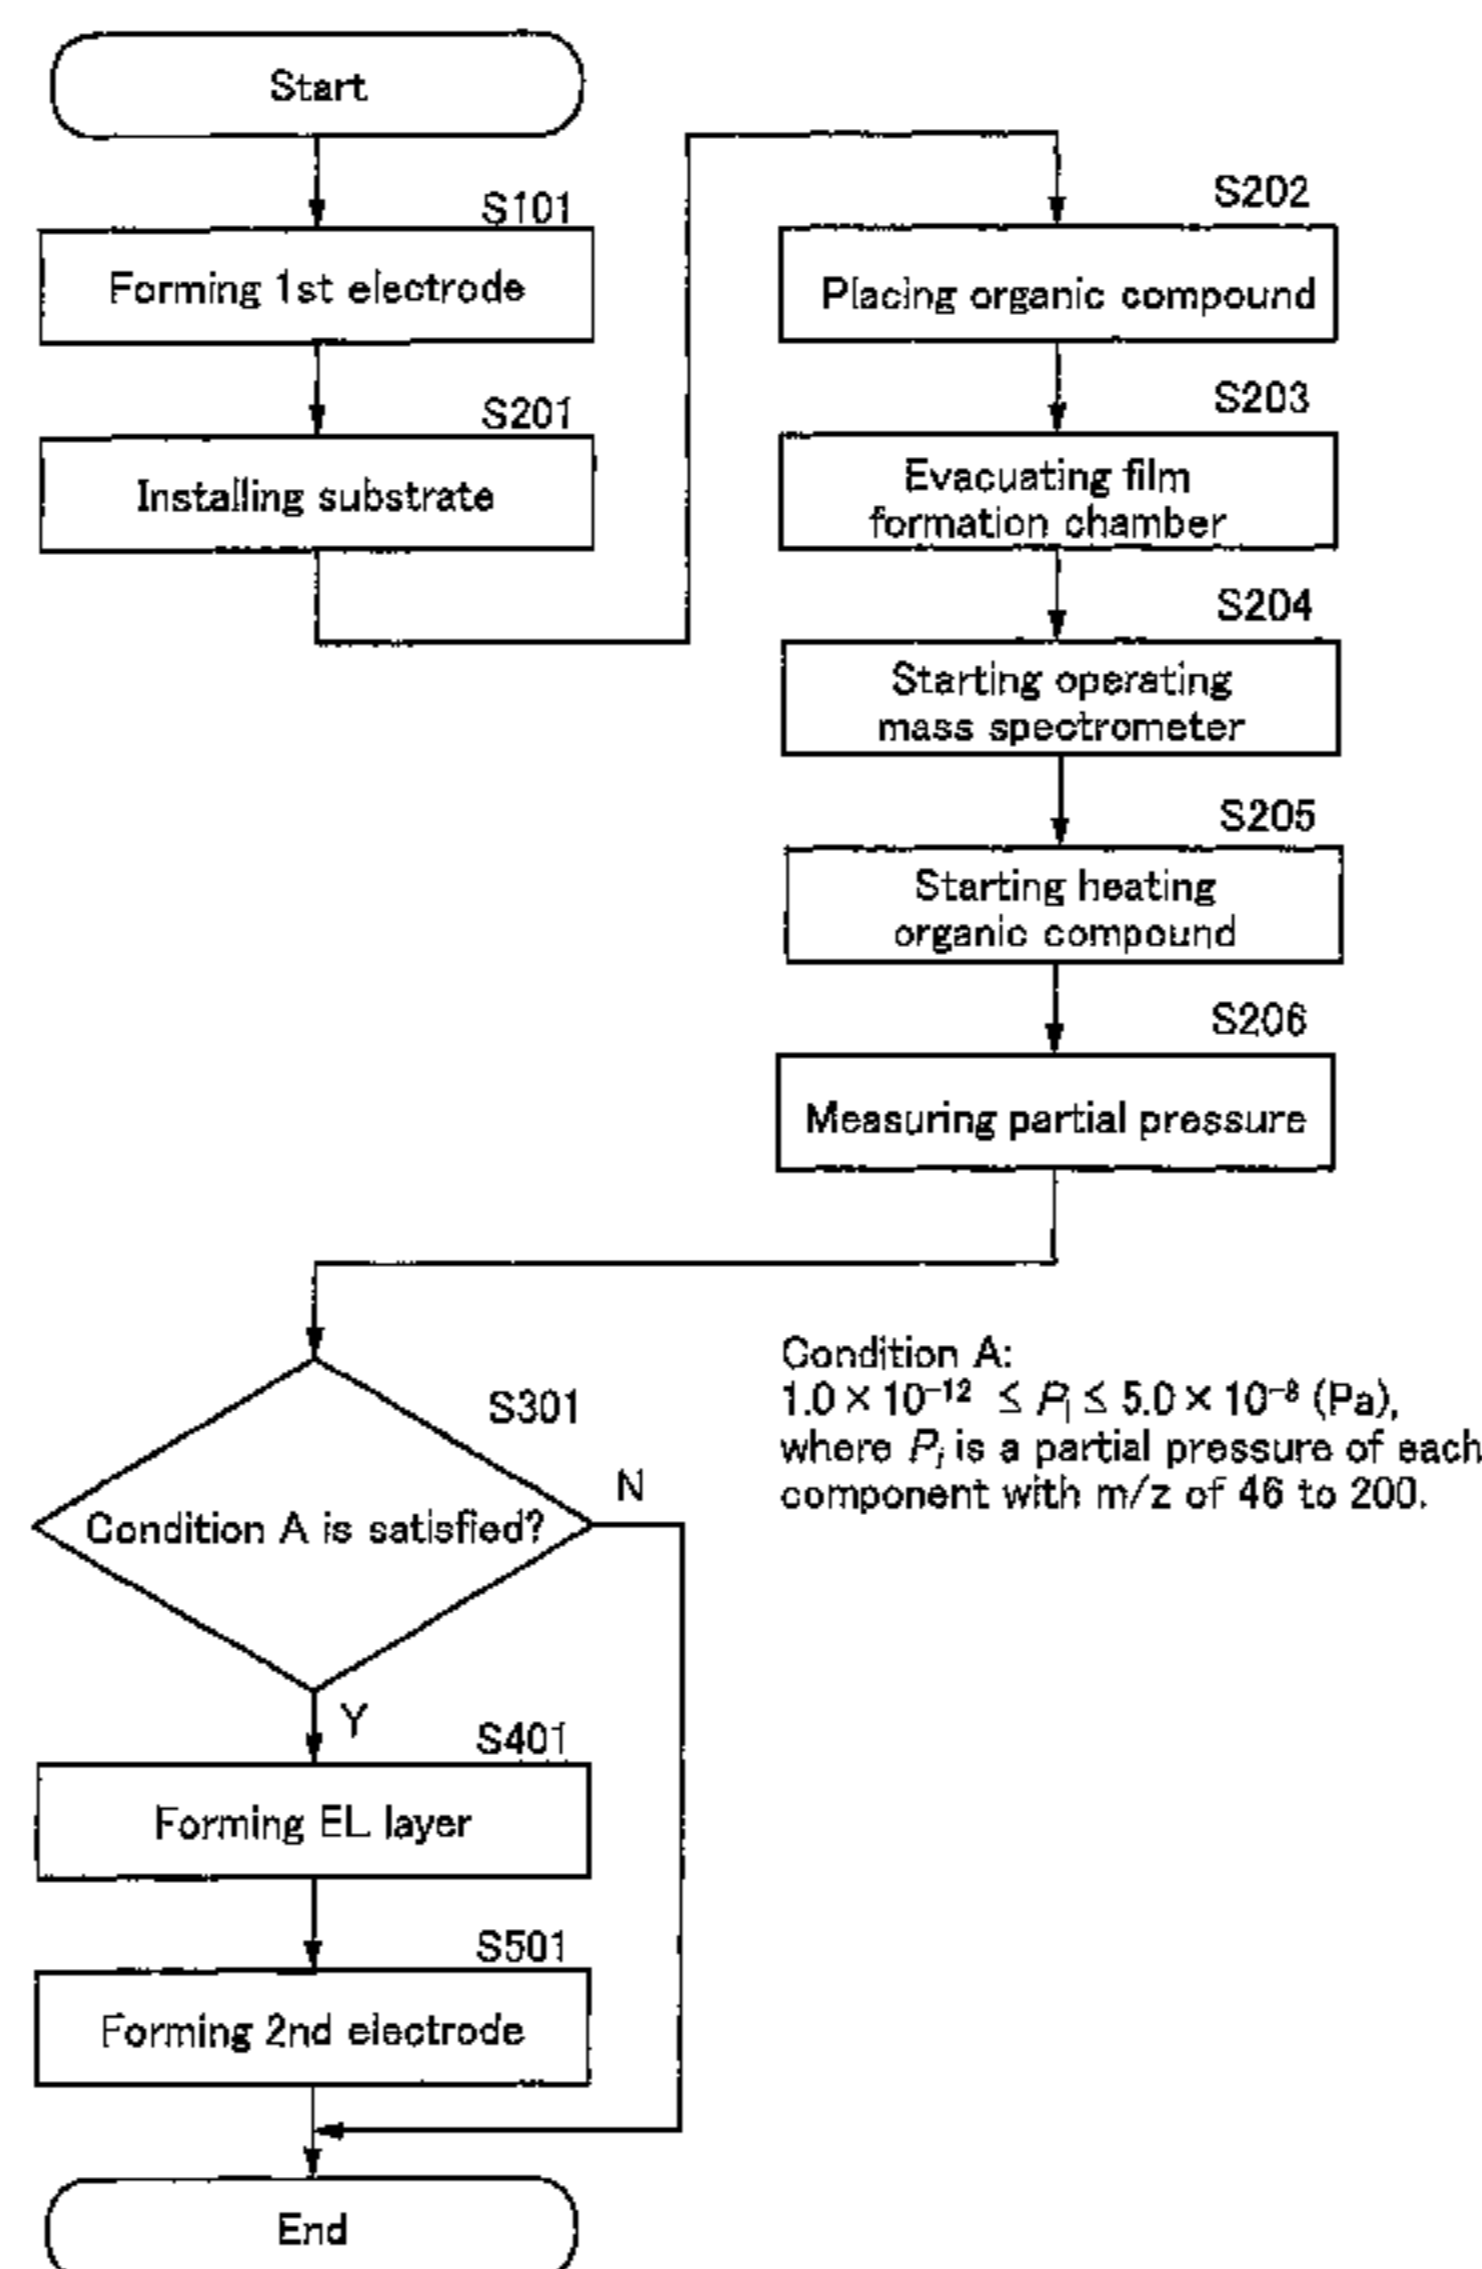 Start
S101
Forming 1st electrode
S201
Installing substrate
S202
Placing organic compound
S203
Evacuating film
formation chamber
S204
Starting operating
mass spectrometer
S205
Starting heating
organic compound
S206
Measuring partial pressure
S301
Condition A is satisfied?
N
Y
Condition A:
1.0 × 10⁻¹² ≤ Pᵢ ≤ 5.0 × 10⁻⁸ (Pa),
where Pᵢ is a partial pressure of each
component with m/z of 46 to 200.
S401
Forming EL layer
S501
Forming 2nd electrode
End